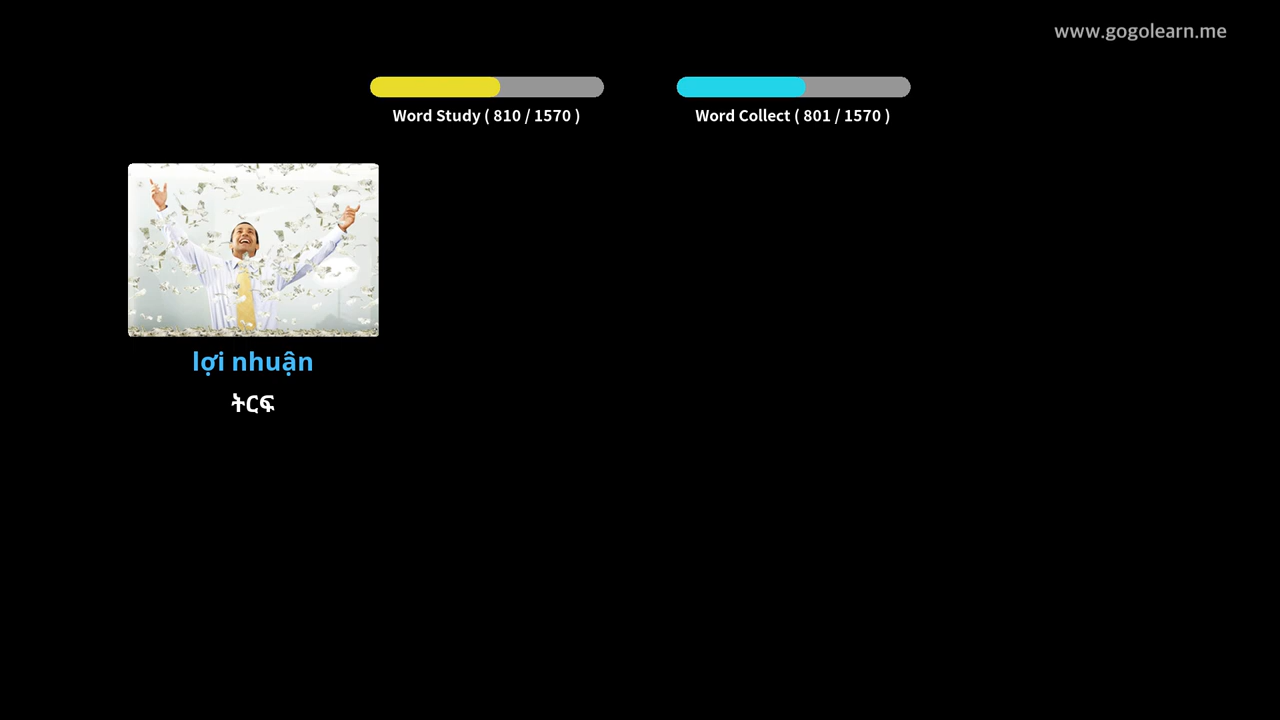 www.gogolearn.me
Word Study ( 810 / 1570 )
Word Collect ( 801 / 1570 )
lợi nhuận
ትርፍ